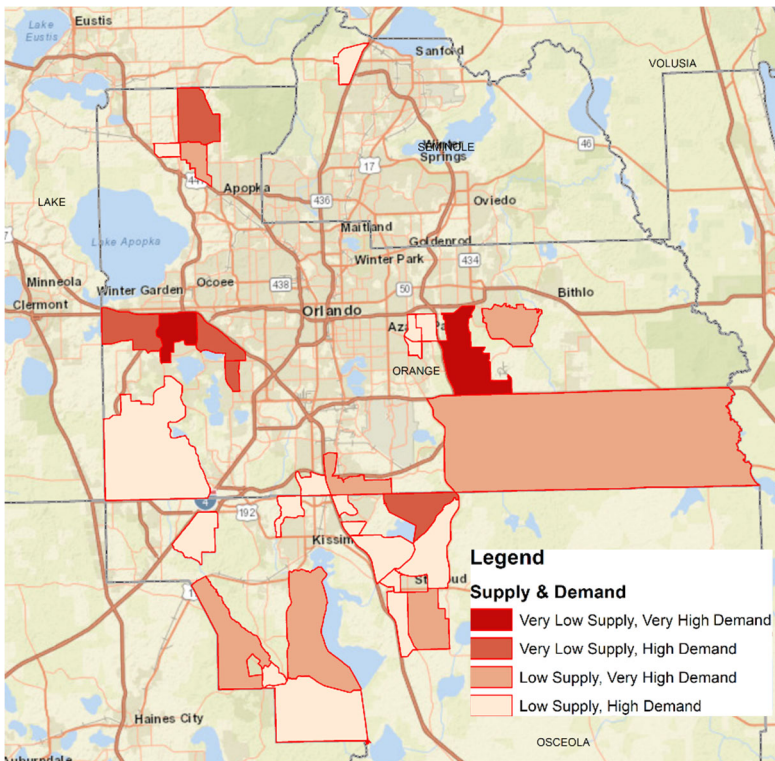 Lake
Eustis
Eustis
Sanford
VOLUSIA
Winter
SEMINOLE
Springs
46
17
441
Apopka
LAKE
436
Oviedo
Maitland
Lake Apopka
Goldenrod
Winter Park
434
Minneola
Winter Garden
Ocoee
438
50
Bithlo
Clermont
Orlando
ORANGE
4
192
Kissim
Legend
Supply & Demand
Very Low Supply, Very High Demand
Very Low Supply, High Demand
Low Supply, Very High Demand
Low Supply, High Demand
Haines City
OSCEOLA